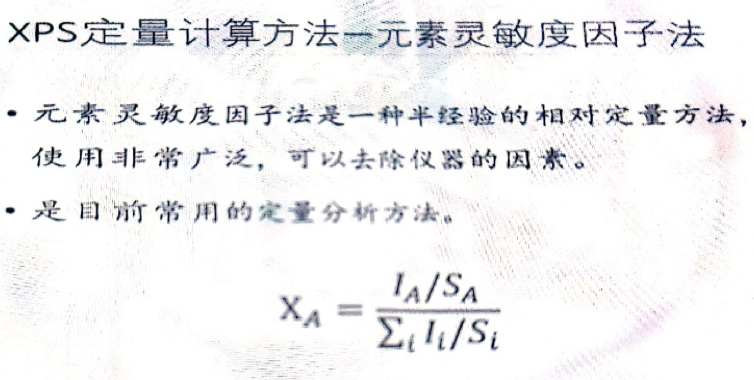 XPS定量计算方法—元素灵敏度因子法
• 元素灵敏度因子法是一种半经验的相对定量方法，
使用非常广泛，可以去除仪器的因素。
• 是目前常用的定量分析方法。
X_A = \frac{I_A/S_A}{\sum_i I_i/S_i}